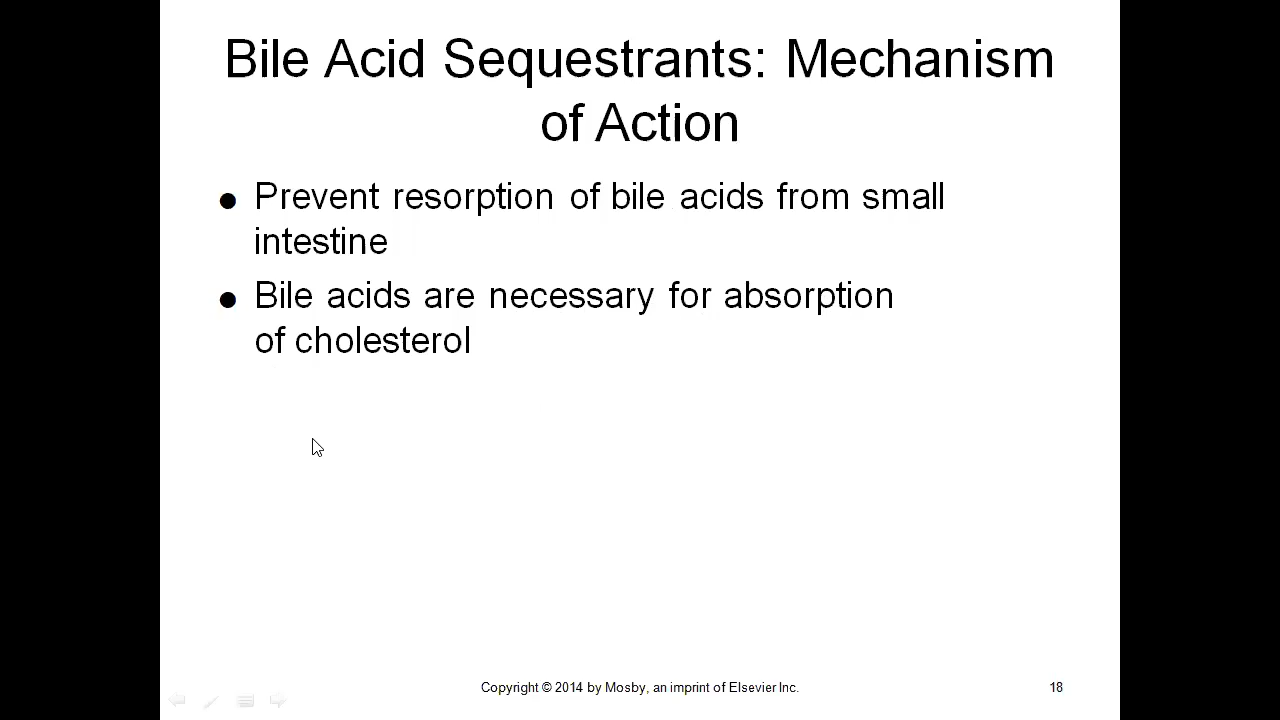 Bile Acid Sequestrants: Mechanism
of Action
● Prevent resorption of bile acids from small
intestine
● Bile acids are necessary for absorption
of cholesterol
Copyright © 2014 by Mosby, an imprint of Elsevier Inc.
18